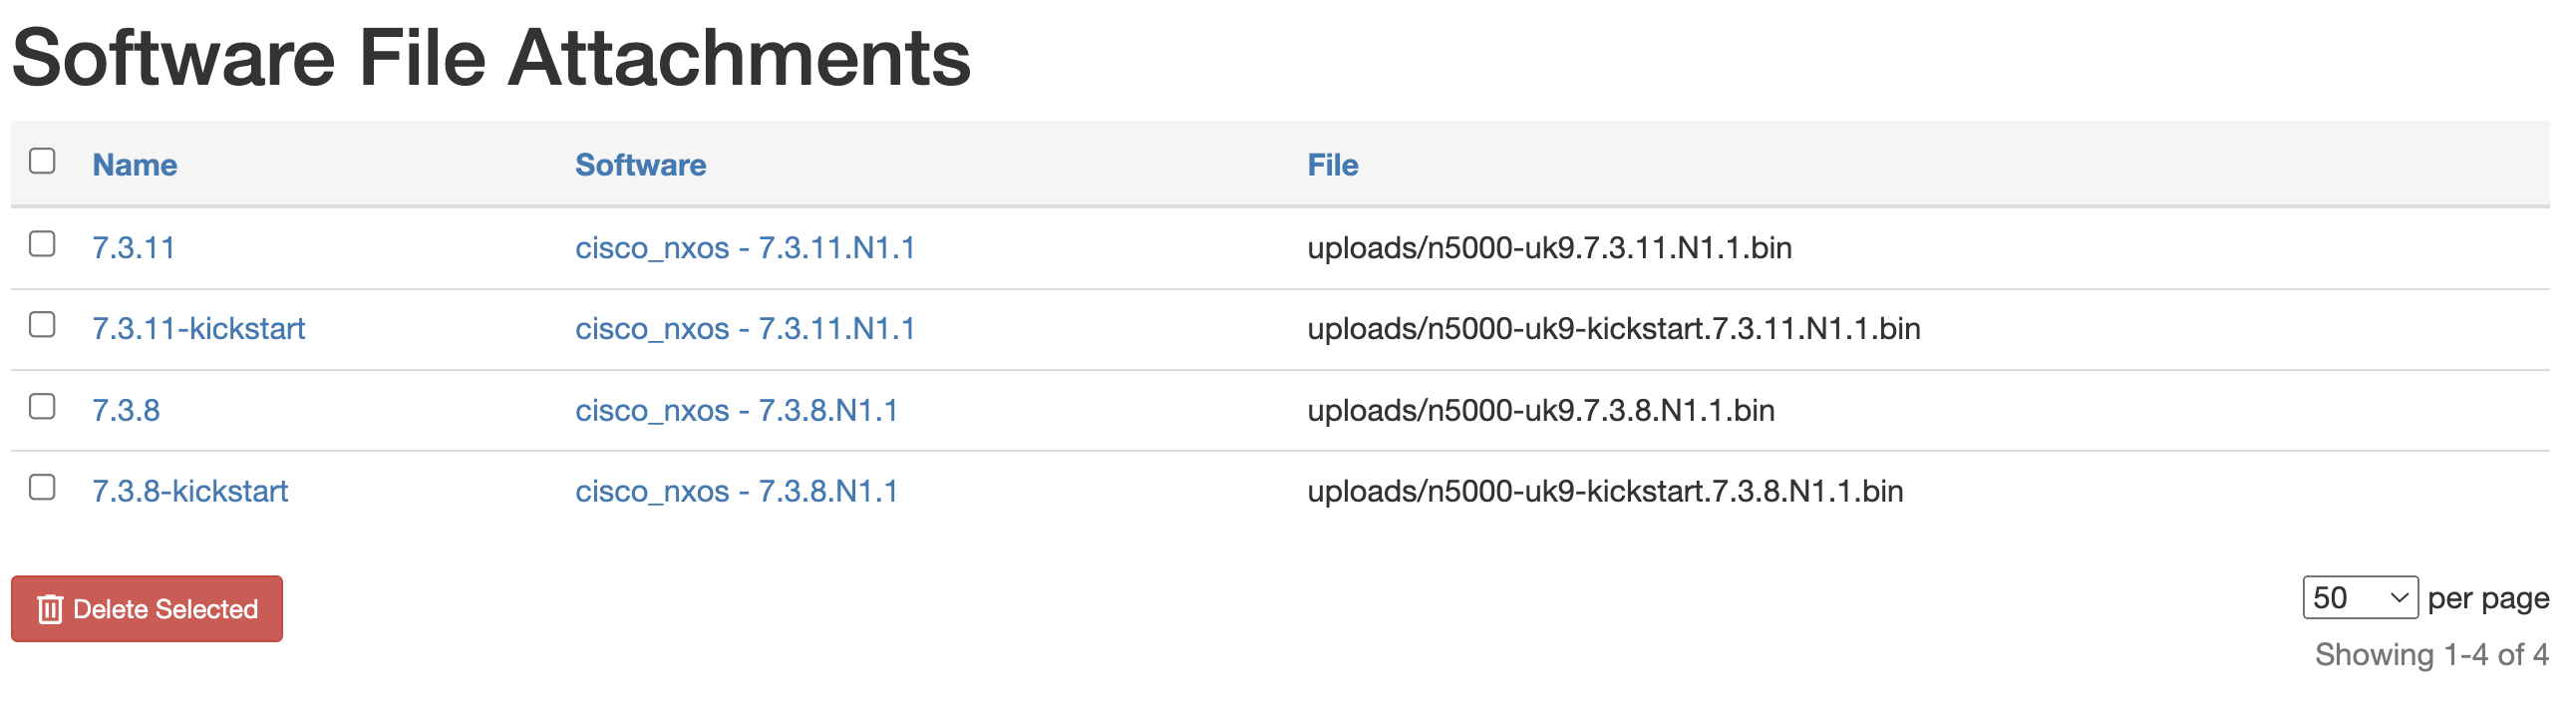 Software File Attachments
Name Software File
7.3.11 cisco_nxos - 7.3.11.N1.1 uploads/n5000-uk9.7.3.11.N1.1.bin
7.3.11-kickstart cisco_nxos - 7.3.11.N1.1 uploads/n5000-uk9-kickstart.7.3.11.N1.1.bin
7.3.8 cisco_nxos - 7.3.8.N1.1 uploads/n5000-uk9.7.3.8.N1.1.bin
7.3.8-kickstart cisco_nxos - 7.3.8.N1.1 uploads/n5000-uk9-kickstart.7.3.8.N1.1.bin
Delete Selected 50 per page
Showing 1-4 of 4